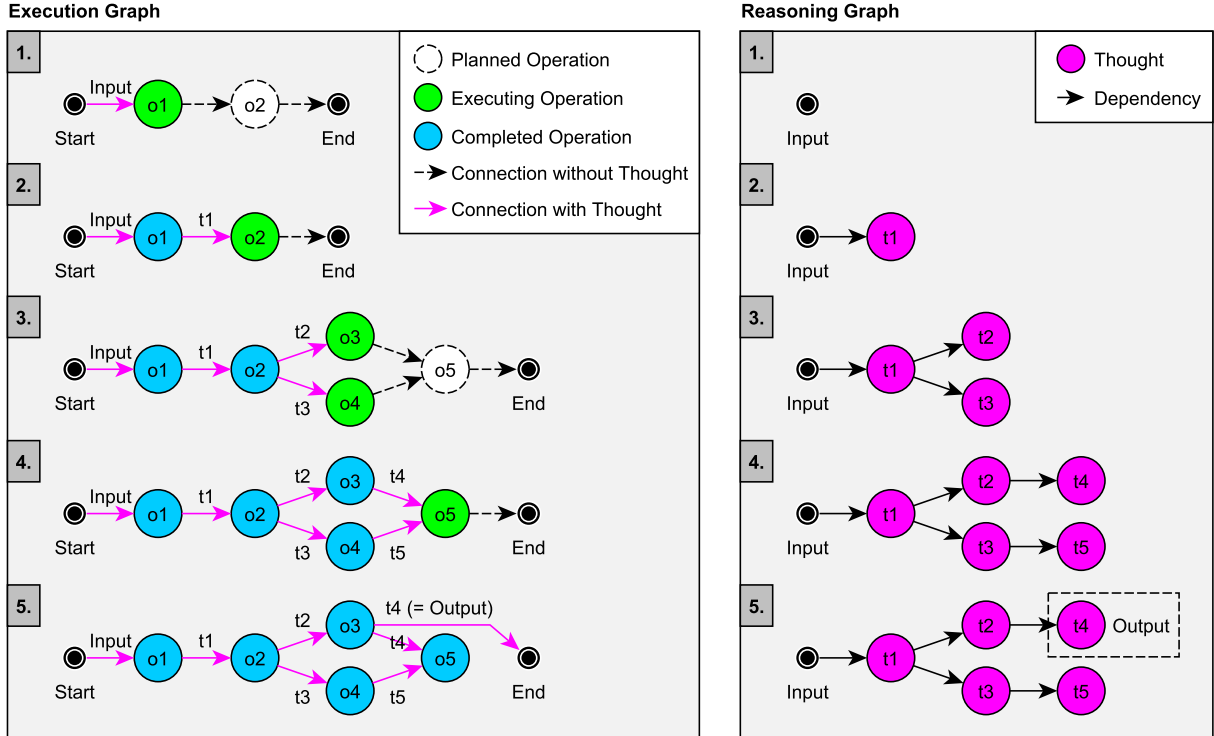 Execution Graph
1.
Input
o1
o2
Start
End
Planned Operation
Executing Operation
Completed Operation
Connection without Thought
Connection with Thought
2.
Input
t1
o1
o2
Start
End
3.
Input
t1
t2
o3
o1
o2
o5
t3
o4
Start
End
4.
Input
t1
t2
o3
t4
o1
o2
o5
t3
o4
t5
Start
End
5.
Input
t1
t2
o3
t4 (= Output)
t4
o1
o2
o5
t3
o4
t5
Start
End
Reasoning Graph
1.
Input
Thought
Dependency
2.
t1
Input
3.
t2
t1
t3
Input
4.
t2
t4
t1
t3
t5
Input
5.
t2
t4
Output
t1
t3
t5
Input